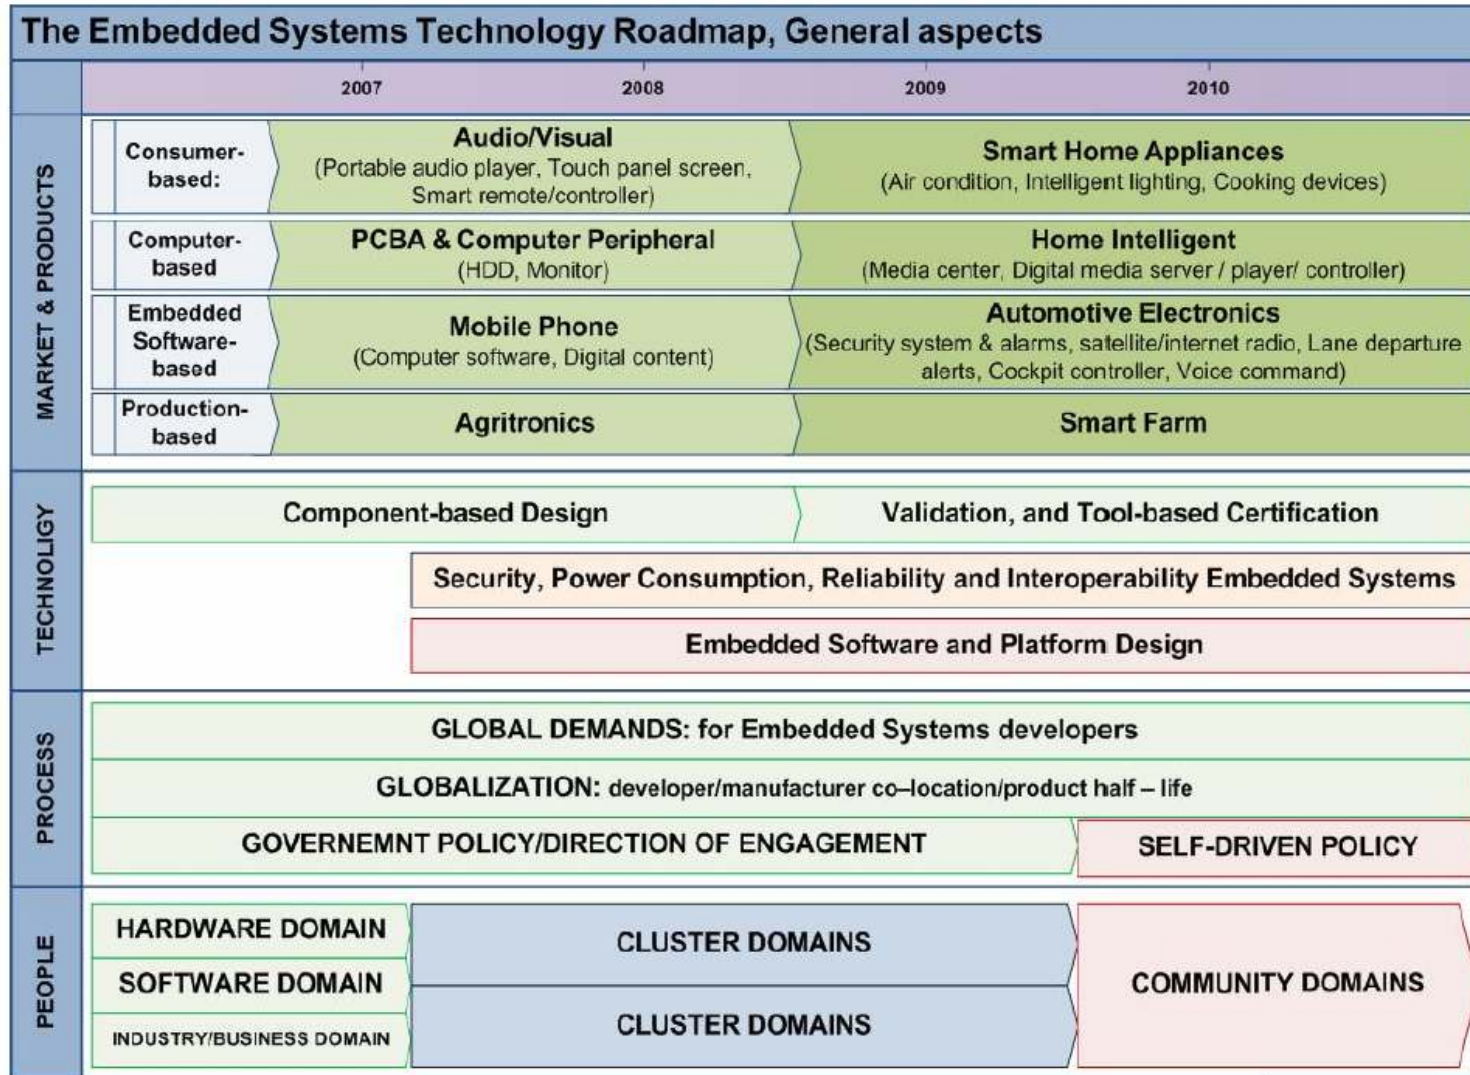 The Embedded Systems Technology Roadmap, General aspects
2007 2008 2009 2010
MARKET & PRODUCTS
Consumer-
based:
Audio/Visual
(Portable audio player, Touch panel screen,
Smart remote/controller)
Smart Home Appliances
(Air condition, Intelligent lighting, Cooking devices)
Computer-
based
PCBA & Computer Peripheral
(HDD, Monitor)
Home Intelligent
(Media center, Digital media server / player/ controller)
Embedded
Software-
based
Mobile Phone
(Computer software, Digital content)
Automotive Electronics
(Security system & alarms, satellite/internet radio, Lane departure
alerts, Cockpit controller, Voice command)
Production-
based
Agritronics
Smart Farm
TECHNOLIGY
Component-based Design
Validation, and Tool-based Certification
Security, Power Consumption, Reliability and Interoperability Embedded Systems
Embedded Software and Platform Design
PROCESS
GLOBAL DEMANDS: for Embedded Systems developers
GLOBALIZATION: developer/manufacturer co–location/product half – life
GOVERNEMNT POLICY/DIRECTION OF ENGAGEMENT
SELF-DRIVEN POLICY
PEOPLE
HARDWARE DOMAIN
SOFTWARE DOMAIN
INDUSTRY/BUSINESS DOMAIN
CLUSTER DOMAINS
CLUSTER DOMAINS
COMMUNITY DOMAINS